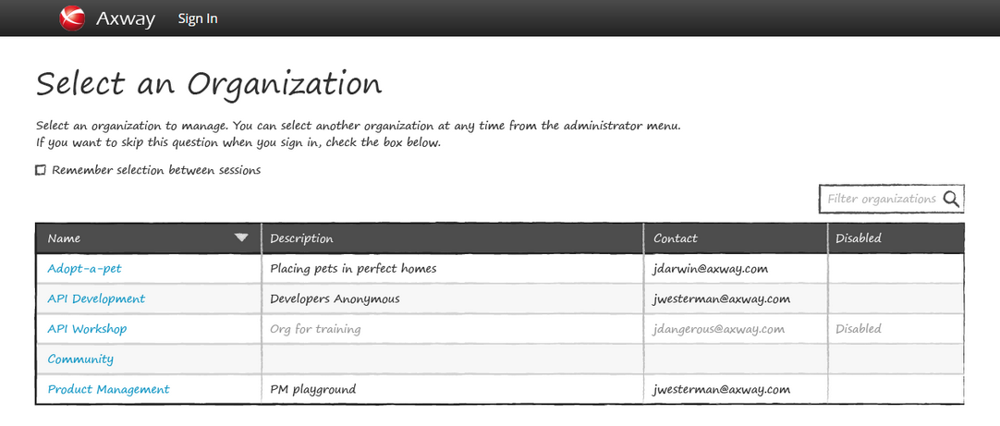 Axway Sign In
Select an Organization
Select an organization to manage. You can select another organization at any time from the administrator menu.
If you want to skip this question when you sign in, check the box below.
Remember selection between sessions
Filter organizations
Name Description Contact Disabled
Adopt-a-pet Placing pets in perfect homes jdarwin@axway.com
API Development Developers Anonymous jwesterman@axway.com
API Workshop Org for training jdangerous@axway.com Disabled
Community
Product Management PM playground jwesterman@axway.com